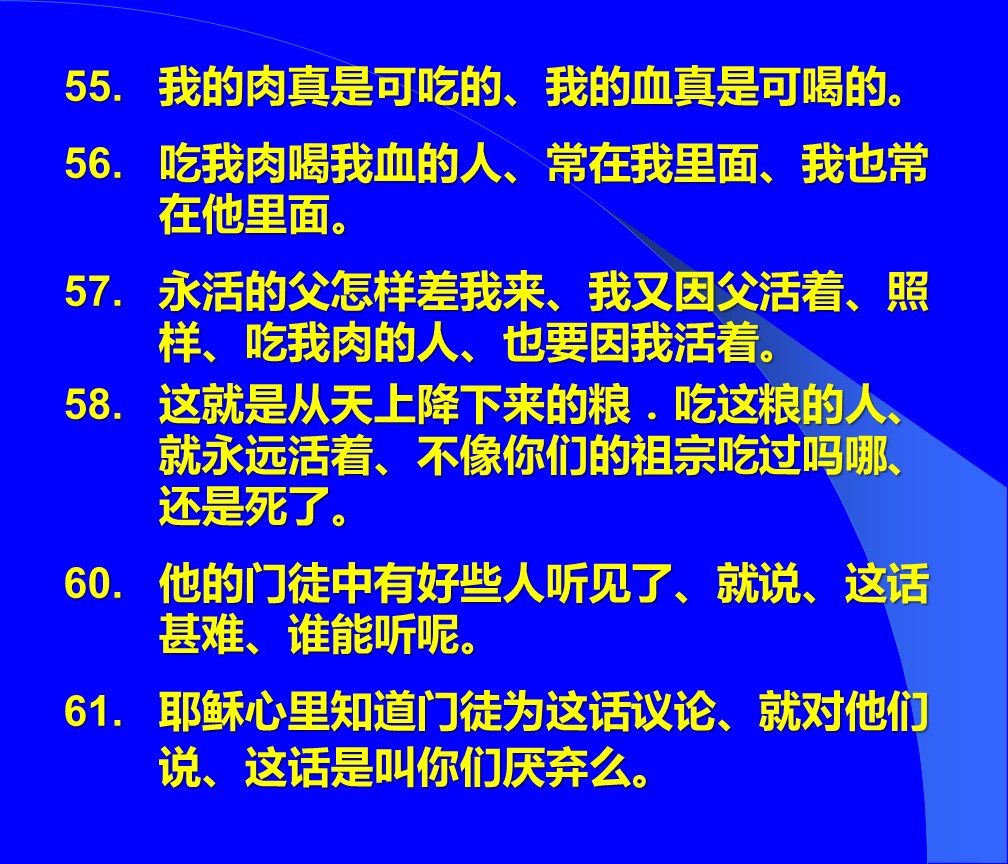 55. 我的肉真是可吃的、我的血真是可喝的。
56. 吃我肉喝我血的人、常在我里面、我也常
在他里面。
57. 永活的父怎样差我来、我又因父活着、照
样、吃我肉的人、也要因我活着。
58. 这就是从天上降下来的粮．吃这粮的人、
就永远活着、不像你们的祖宗吃过吗哪、
还是死了。
60. 他的门徒中有好些人听见了、就说、这话
甚难、谁能听呢。
61. 耶稣心里知道门徒为这话议论、就对他们
说、这话是叫你们厌弃么。